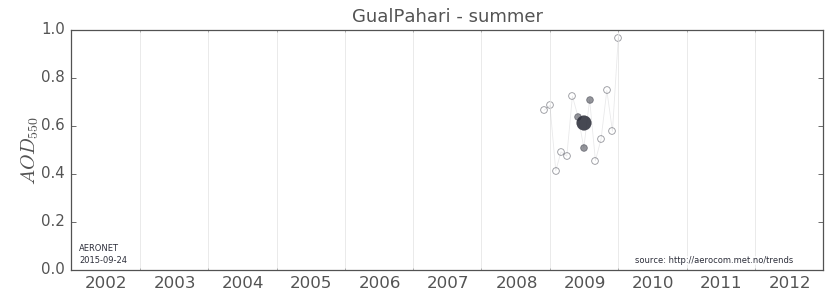 GualPahari - summer
1.0
0.8
0.6
0.4
0.2
0.0
AOD550
AERONET
2015-09-24
source: http://aerocom.met.no/trends
2002 2003 2004 2005 2006 2007 2008 2009 2010 2011 2012